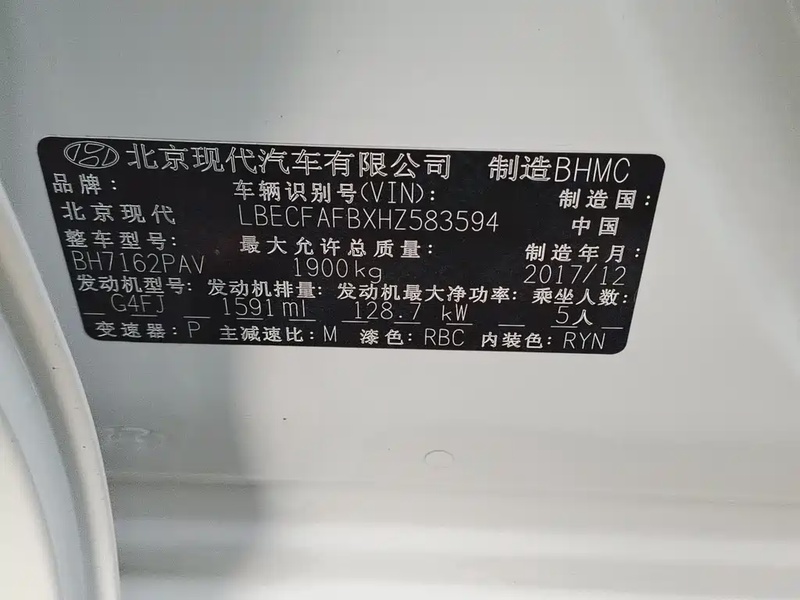 北京现代汽车有限公司 制造BHMC
品牌: 车辆识别号(VIN): 制造国:
北京现代 LBECFAFBXHZ583594 中国
整车型号: 最大允许总质量: 制造年月:
BH7162PAV 1900kg 2017/12
发动机型号: 发动机排量: 发动机最大净功率: 乘坐人数:
G4FJ 1591ml 128.7 kW 5人
变速器: P 主减速比: M 漆色: RBC 内装色: RYN